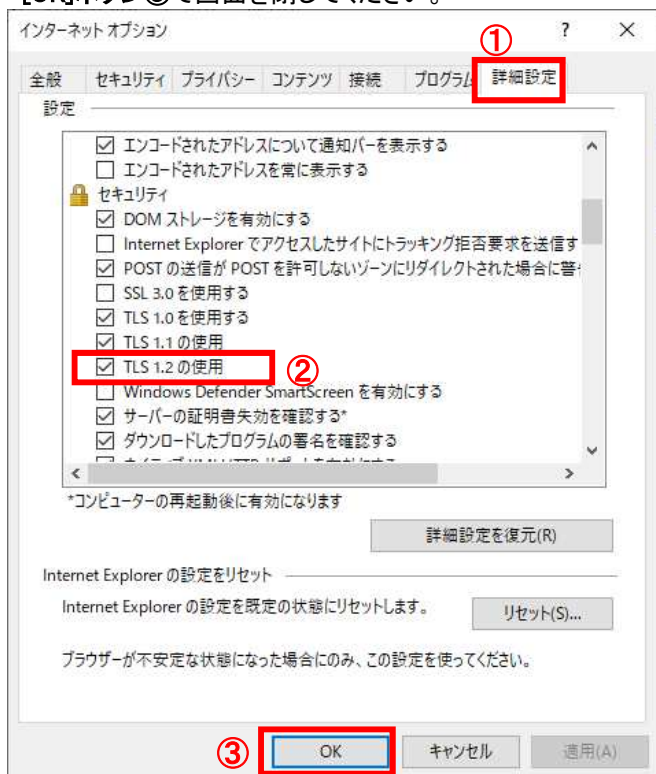 [OK]ボタン③で画面を閉じてください。
インターネット オプション ? ×
①
全般 セキュリティ プライバシー コンテンツ 接続 プログラム 詳細設定
設定
エンコードされたアドレスについて通知バーを表示する
エンコードされたアドレスを常に表示する
セキュリティ
DOM ストレージを有効にする
Internet Explorer でアクセスしたサイトにトラッキング拒否要求を送信す
POST の送信が POST を許可しないゾーンにリダイレクトされた場合に警
SSL 3.0 を使用する
TLS 1.0 を使用する
TLS 1.1 の使用
TLS 1.2 の使用 ②
Windows Defender SmartScreen を有効にする
サーバーの証明書失効を確認する*
ダウンロードしたプログラムの署名を確認する
*コンピューターの再起動後に有効になります
詳細設定を復元(R)
Internet Explorer の設定をリセット
Internet Explorer の設定を既定の状態にリセットします。 リセット(S)...
ブラウザーが不安定な状態になった場合にのみ、この設定を使ってください。
③ OK キャンセル 適用(A)